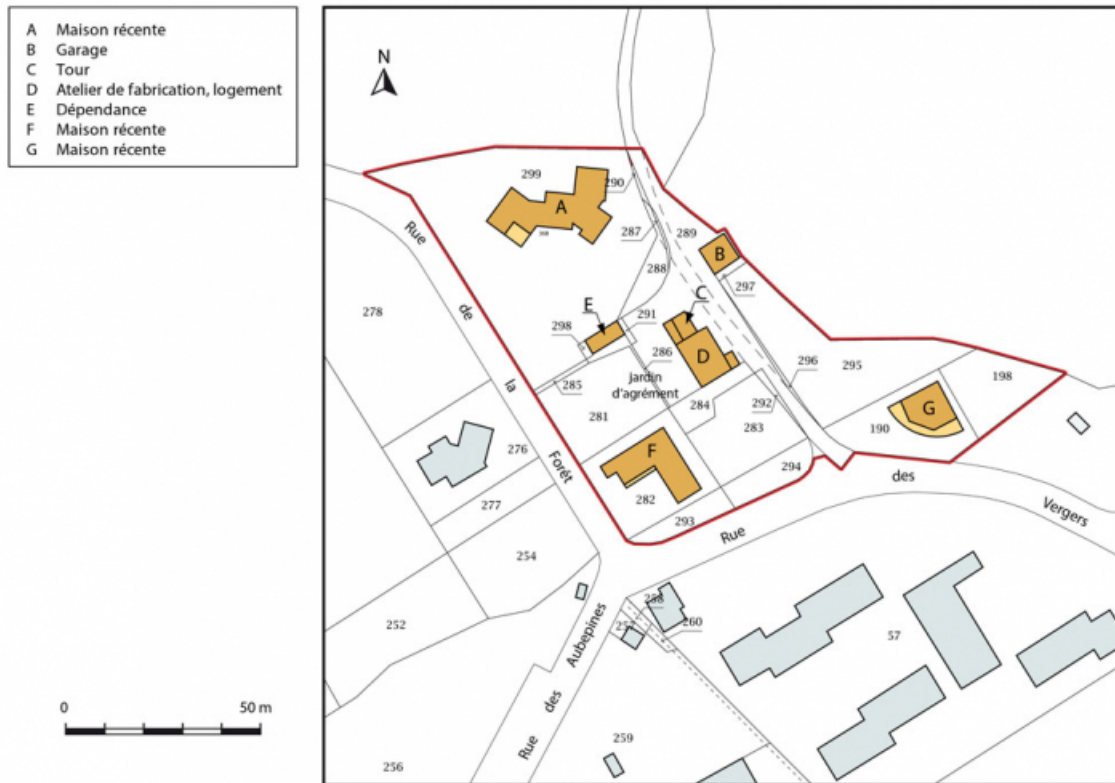 A Maison récente
B Garage
C Tour
D Atelier de fabrication, logement
E Dépendance
F Maison récente
G Maison récente
N
299
290
A
287
289
B
288
297
278
Rue de la Forêt
E
C
298
291
286
D
296
295
198
285
jardin
d'agrément
281
284
292
G
190
283
276
F
294
282
277
293
Rue des Vergers
254
252
258
257
260
57
Rue des Aubepines
0 50 m
259
256